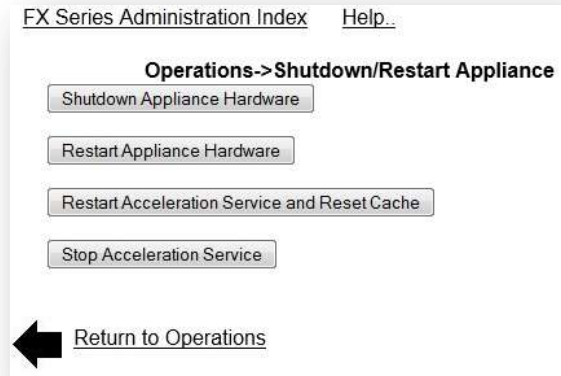 FX Series Administration Index Help..
Operations->Shutdown/Restart Appliance
Shutdown Appliance Hardware
Restart Appliance Hardware
Restart Acceleration Service and Reset Cache
Stop Acceleration Service
Return to Operations